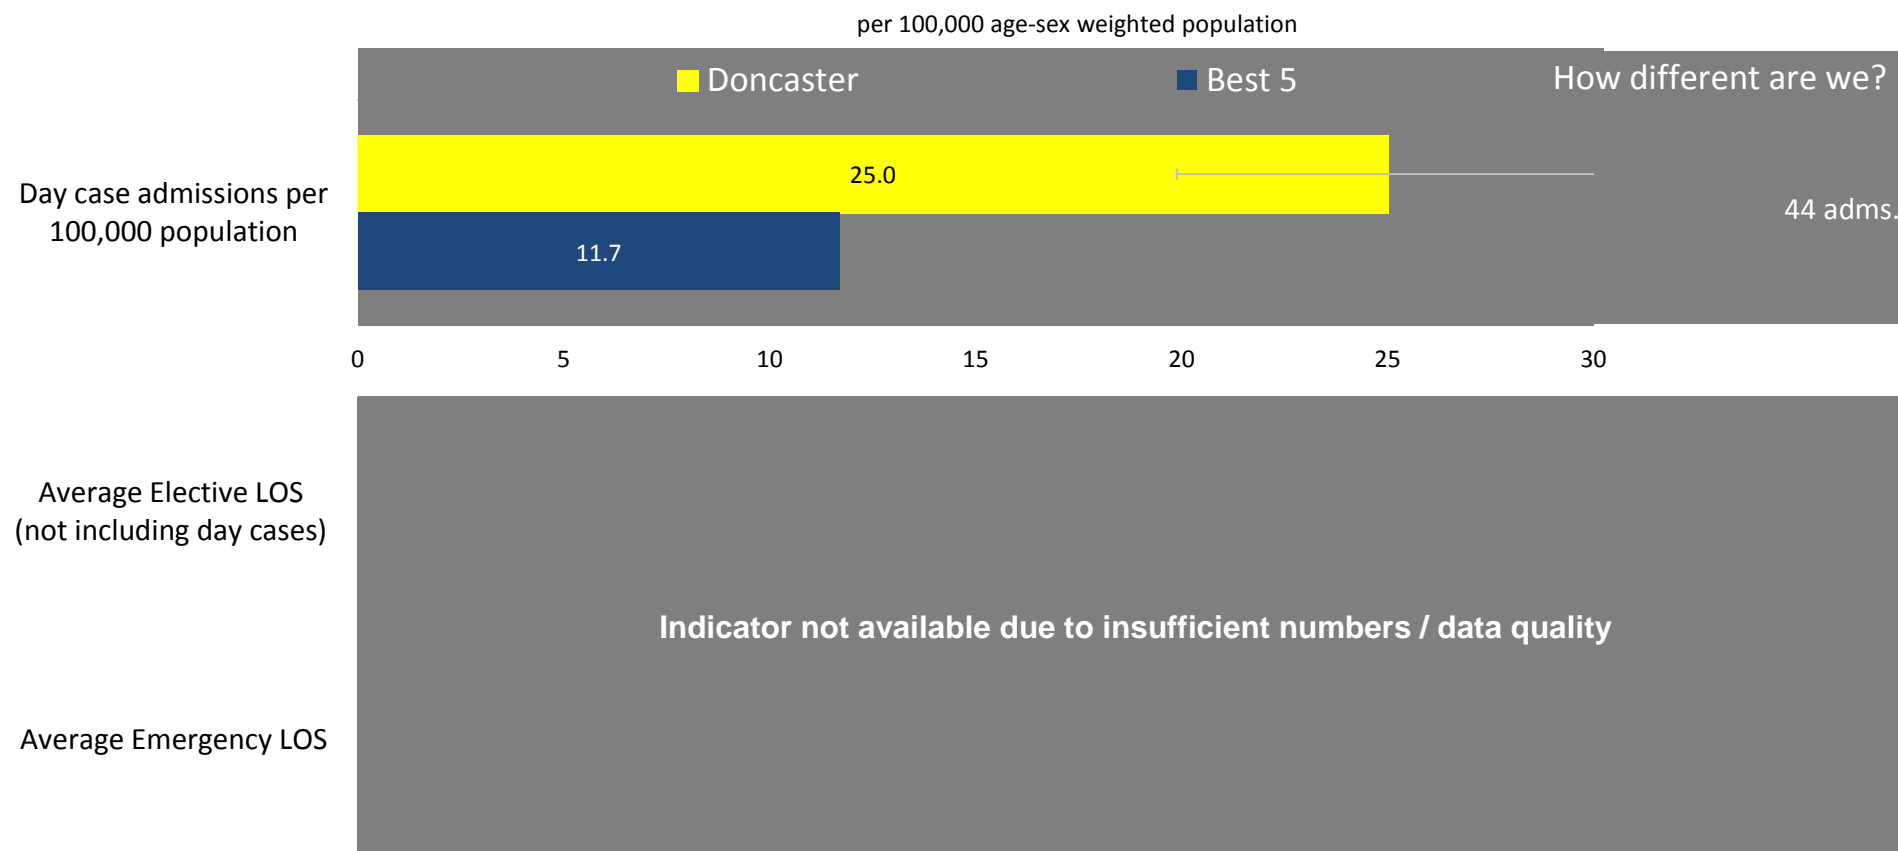 per 100,000 age-sex weighted population
Doncaster
Best 5
How different are we?
Day case admissions per
100,000 population
25.0
11.7
44 adms.
0 5 10 15 20 25 30
Average Elective LOS
(not including day cases)
Indicator not available due to insufficient numbers / data quality
Average Emergency LOS